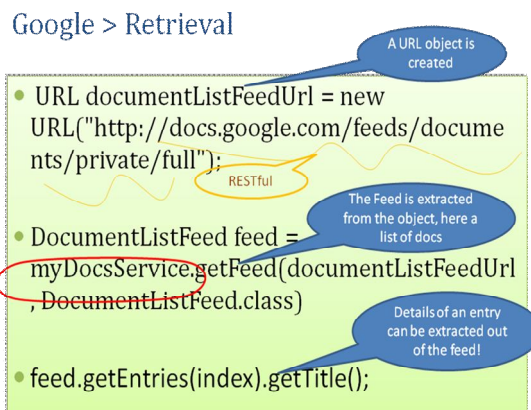 Google > Retrieval
A URL object is
created
• URL documentListFeedUrl = new
URL("http://docs.google.com/feeds/docume
nts/private/full");
RESTful
The Feed is extracted
from the object, here a
list of docs
• DocumentListFeed feed =
myDocsService.getFeed(documentListFeedUrl
, DocumentListFeed.class)
Details of an entry
can be extracted out
of the feed!
• feed.getEntries(index).getTitle();